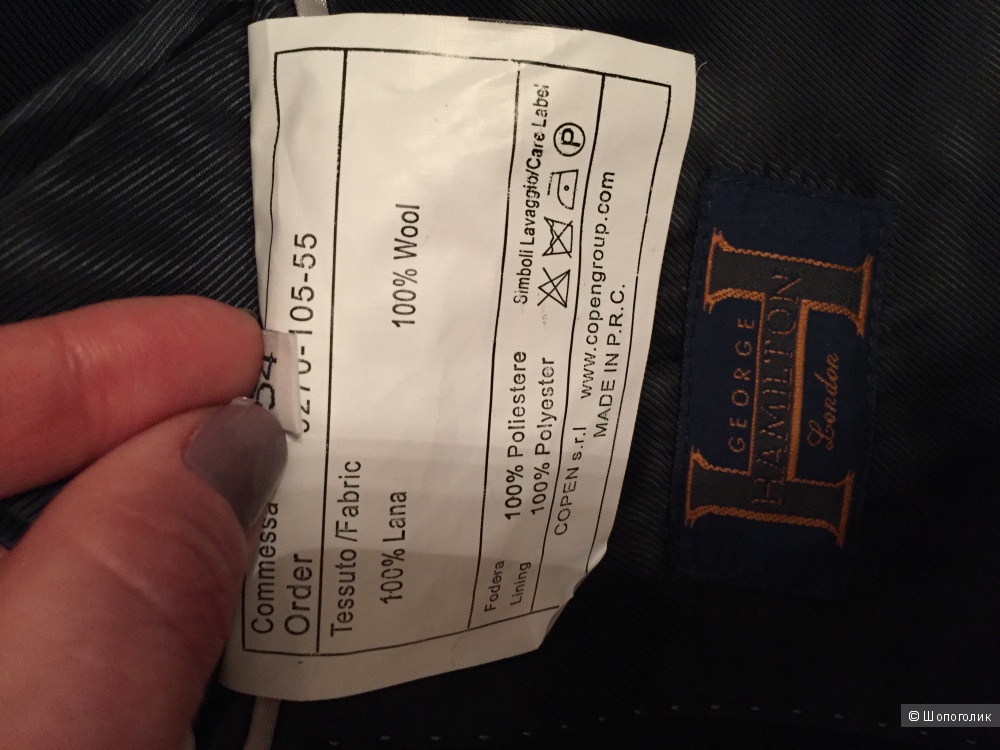 54
Commessa
Order
-105-55
Tessuto /Fabric
100% Lana 100% Wool
Fodera 100% Poliestere
Lining 100% Polyester
Simboli Lavaggio/Care Label
P
COPEN s.r.l www.copengroup.com
MADE IN P.R.C.
H
GEORGE
HAMILTON
London
© Шопоголик